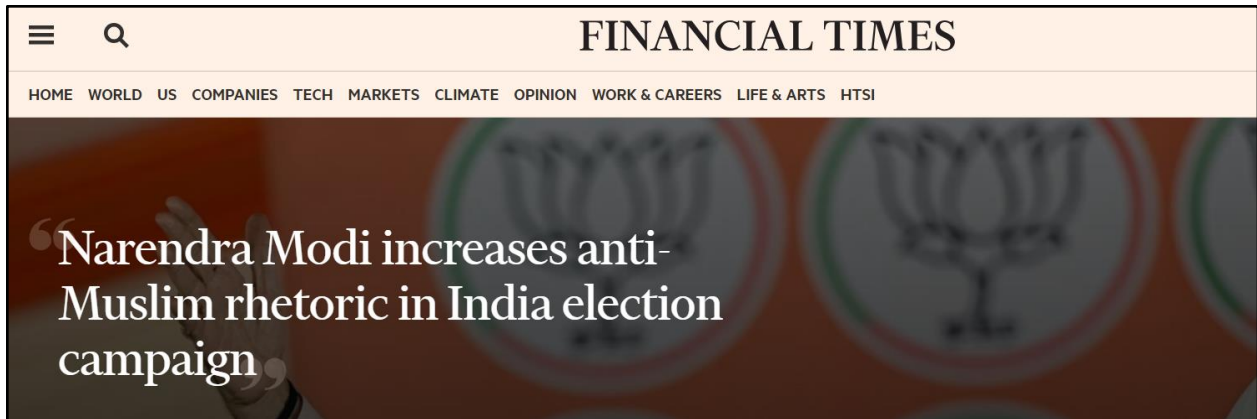 FINANCIAL TIMES
HOME WORLD US COMPANIES TECH MARKETS CLIMATE OPINION WORK & CAREERS LIFE & ARTS HTSI
“Narendra Modi increases anti-
Muslim rhetoric in India election
campaign”